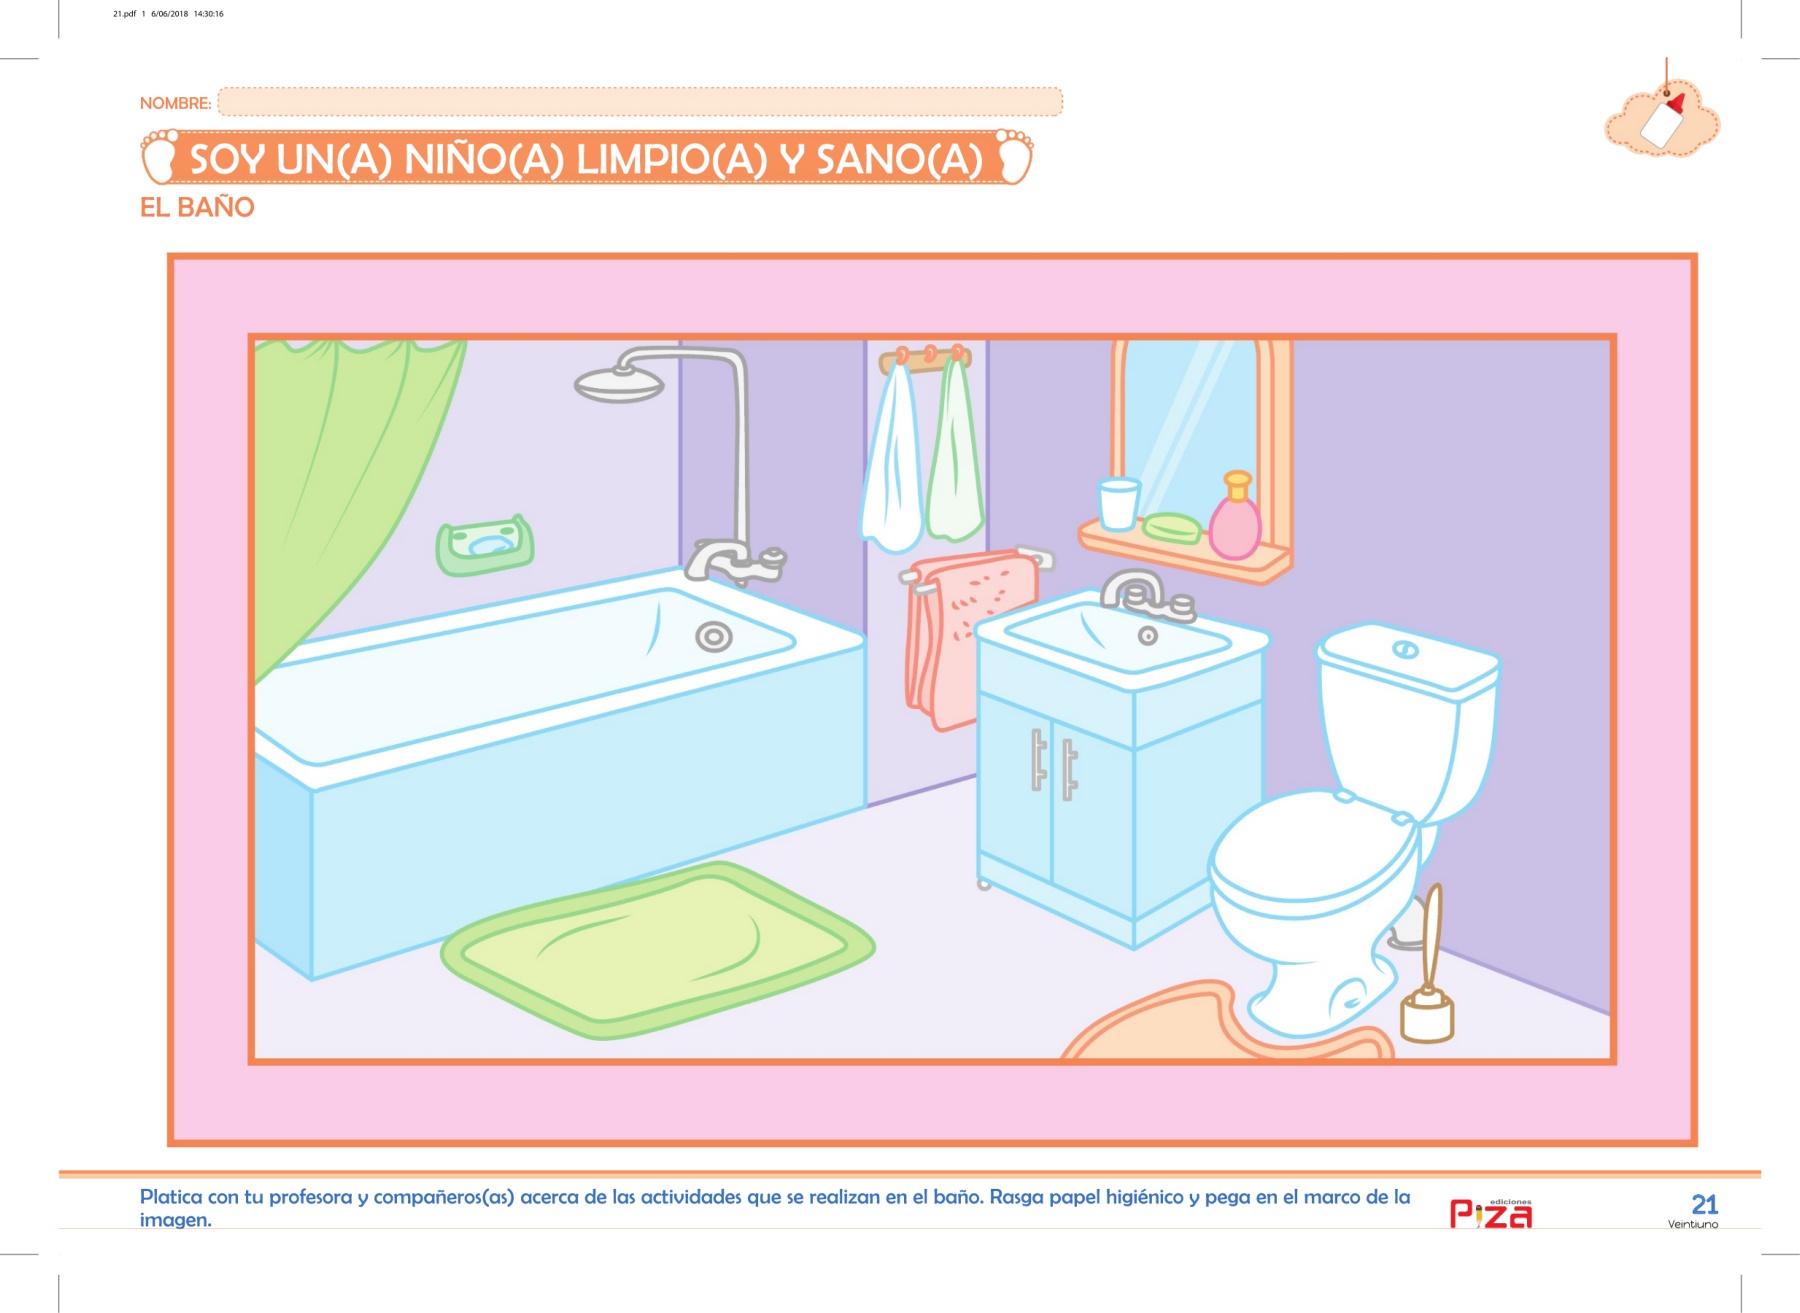 21.pdf 1 6/06/2018 14:30:16
NOMBRE:
SOY UN(A) NIÑO(A) LIMPIO(A) Y SANO(A)
EL BAÑO
Platica con tu profesora y compañeros(as) acerca de las actividades que se realizan en el baño. Rasga papel higiénico y pega en el marco de la
imagen.
ediciones
Piza
21
Veintiuno